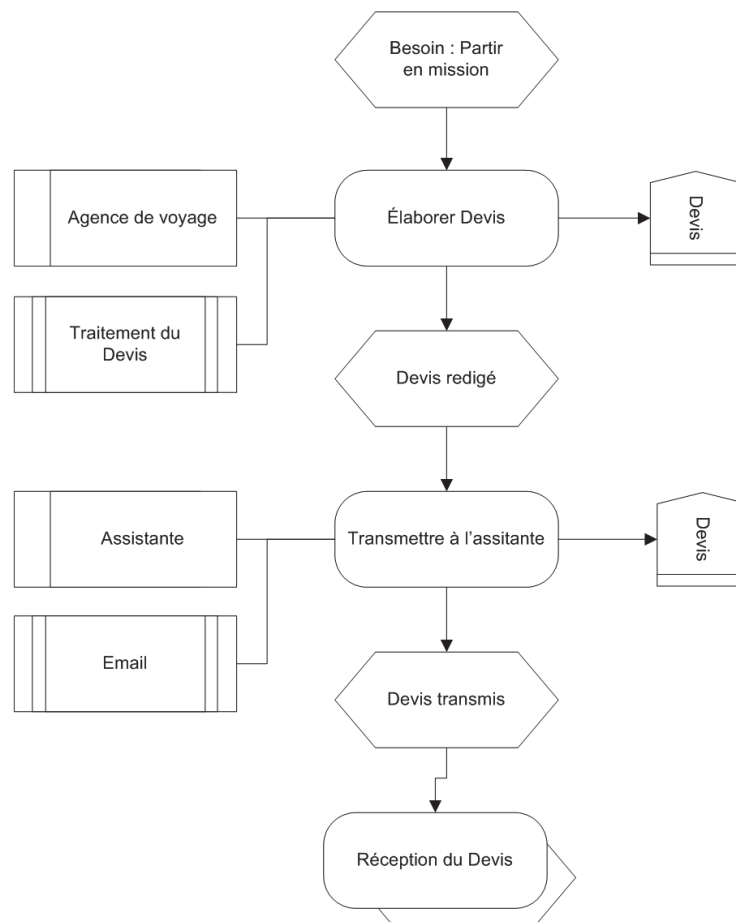 Besoin : Partir
en mission
Agence de voyage
Élaborer Devis
Devis
Traitement du
Devis
Devis redigé
Assistante
Transmettre à l'assitante
Devis
Email
Devis transmis
Réception du Devis